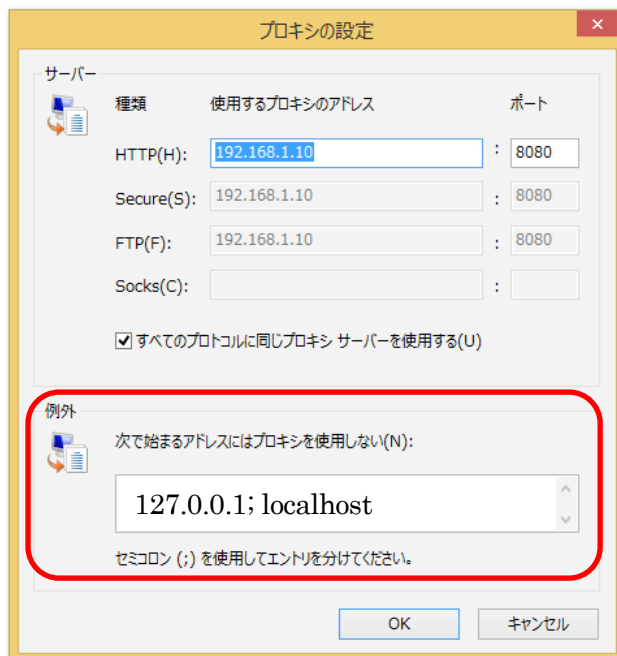 プロキシの設定
サーバー
種類 使用するプロキシのアドレス ポート
HTTP(H): 192.168.1.10 : 8080
Secure(S): 192.168.1.10 : 8080
FTP(F): 192.168.1.10 : 8080
Socks(C): :
すべてのプロトコルに同じプロキシ サーバーを使用する(U)
例外
次で始まるアドレスにはプロキシを使用しない(N):
127.0.0.1; localhost
セミコロン (;) を使用してエントリを分けてください。
OK キャンセル